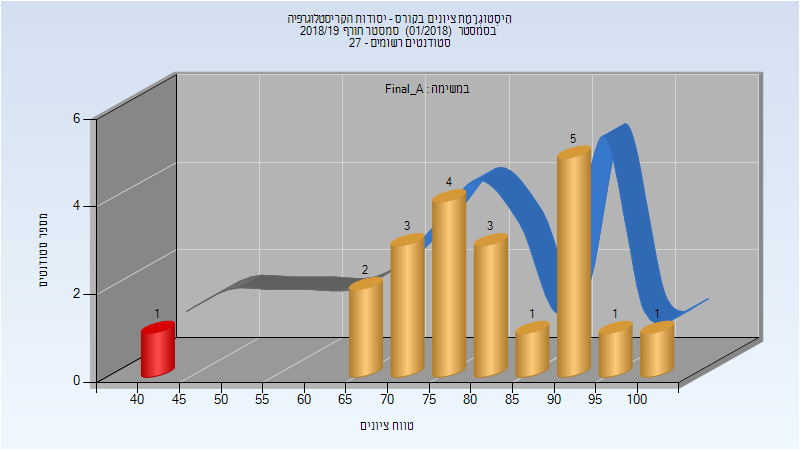 היסטוגרמת ציונים בקורס - יסודות הקריסטלוגרפיה
בסמסטר (01/2018) סמסטר חורף 2018/19
סטודנטים רשומים - 27
במשימה : Final_A
מספר סטודנטים
6
4
2
0
1
2
3
4
3
1
5
1
1
40 45 50 55 60 65 70 75 80 85 90 95 100
טווח ציונים